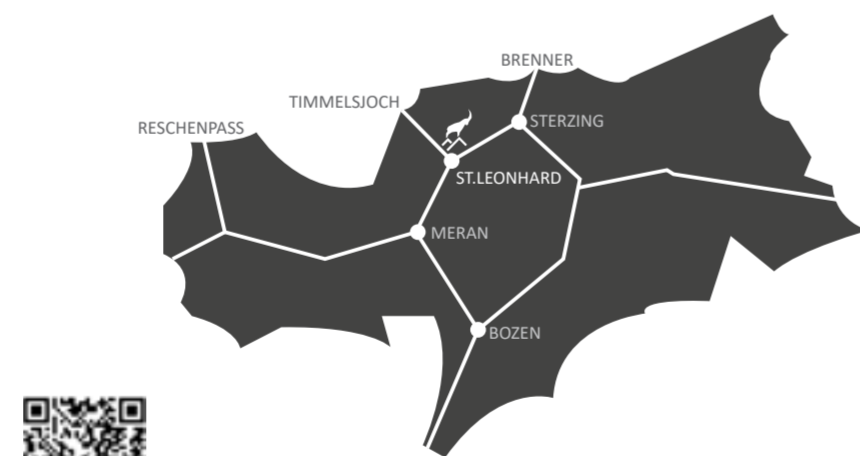 BRENNER
TIMMELSJOCH
RESCHENPASS
STERZING
ST.LEONHARD
MERAN
BOZEN